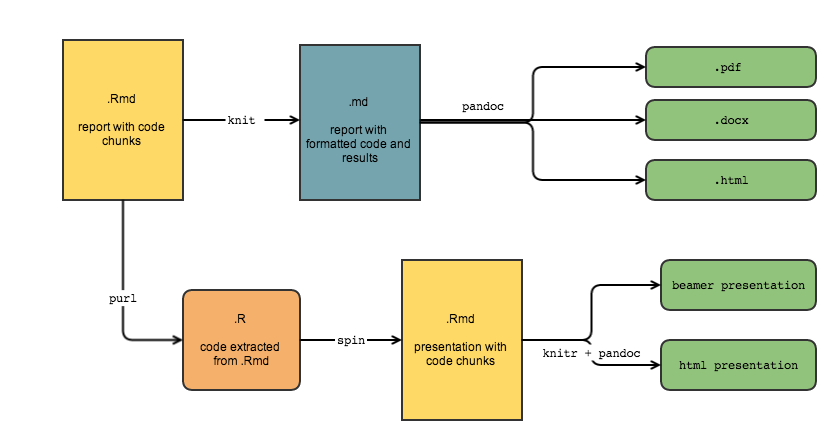 .Rmd
report with code
chunks
knit
.md
report with
formatted code and
results
pandoc
.pdf
.docx
.html
purl
.R
code extracted
from .Rmd
spin
.Rmd
presentation with
code chunks
knitr + pandoc
beamer presentation
html presentation